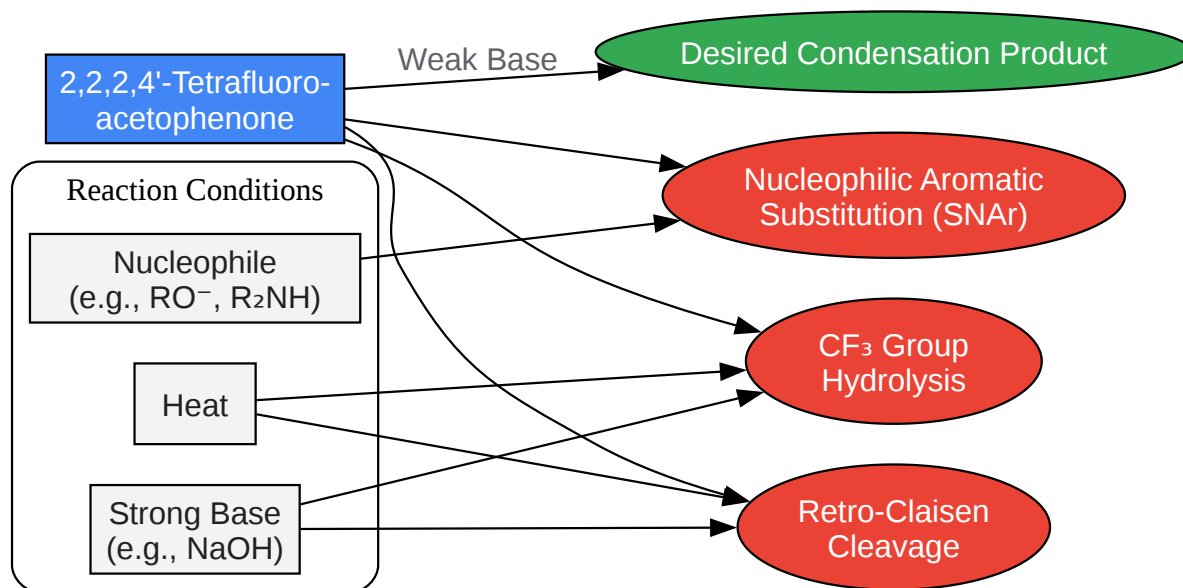 2,2,2,4'-Tetrafluoro-
acetophenone
Weak Base
Desired Condensation Product
Reaction Conditions
Nucleophilic Aromatic
Substitution (SNAr)
Nucleophile
(e.g., RO⁻, R₂NH)
CF₃ Group
Hydrolysis
Heat
Strong Base
(e.g., NaOH)
Retro-Claisen
Cleavage